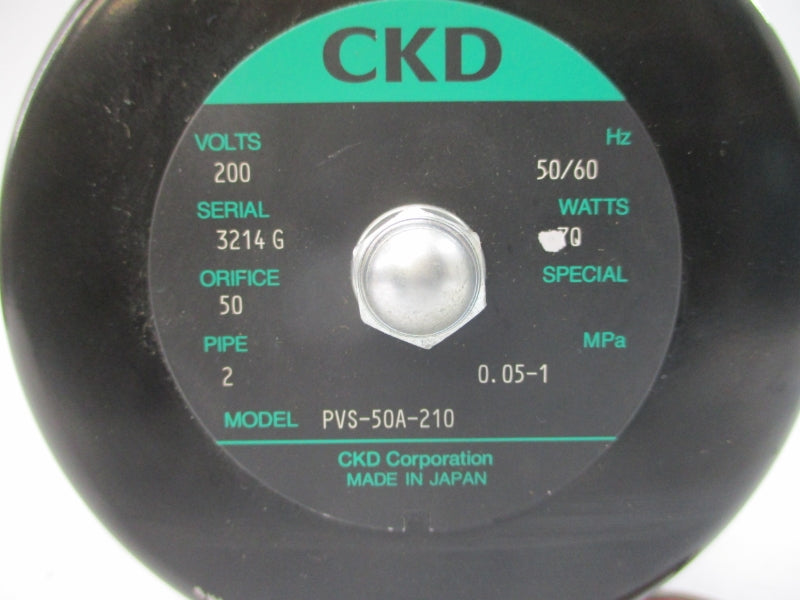 CKD
VOLTS Hz
200 50/60
SERIAL WATTS
3214 G
ORIFICE SPECIAL
50
PIPE MPa
2 0.05-1
MODEL PVS-50A-210
CKD Corporation
MADE IN JAPAN